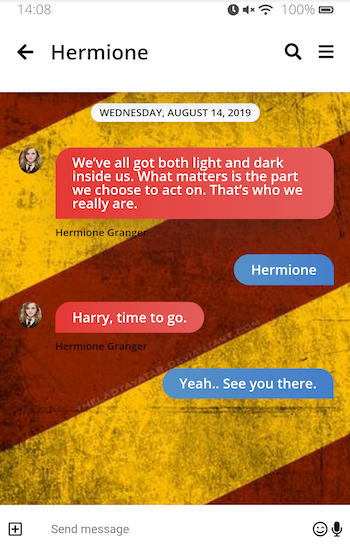 14:08
100%
Hermione
WEDNESDAY, AUGUST 14, 2019
We've all got both light and dark
inside us. What matters is the part
we choose to act on. That's who we
really are.
Hermione Granger
Hermione
Harry, time to go.
Hermione Granger
Yeah.. See you there.
Send message